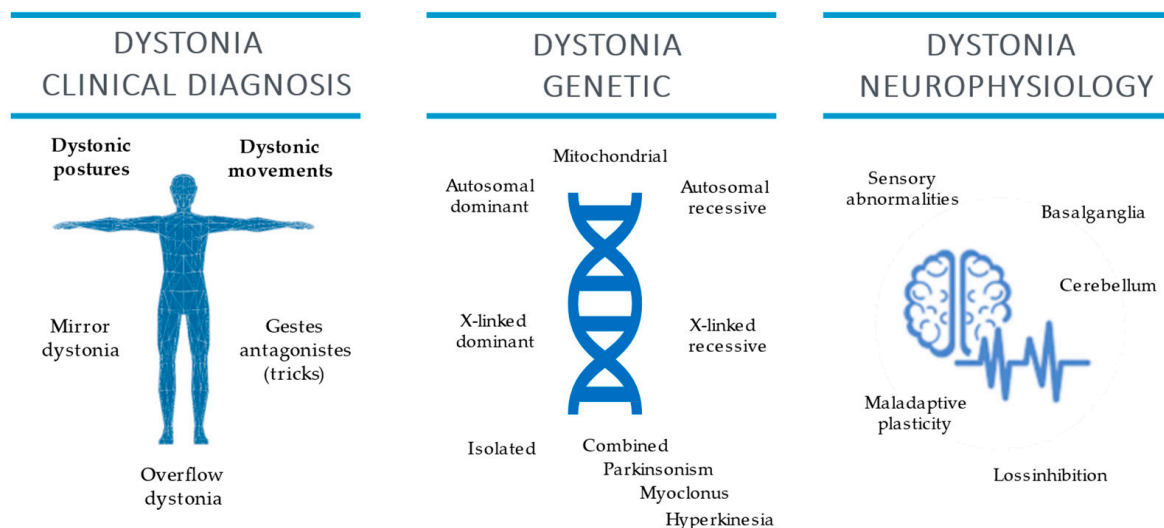 DYSTONIA
CLINICAL DIAGNOSIS
Dystonic
postures
Dystonic
movements
Mirror
dystonia
Gestes
antagonistes
(tricks)
Overflow
dystonia
DYSTONIA
GENETIC
Mitochondrial
Autosomal
dominant
Autosomal
recessive
X-linked
dominant
X-linked
recessive
Isolated
Combined
Parkinsonism
Myoclonus
Hyperkinesia
DYSTONIA
NEUROPHYSIOLOGY
Sensory
abnormalities
Basalganglia
Cerebellum
Maladaptive
plasticity
Lossinhibition